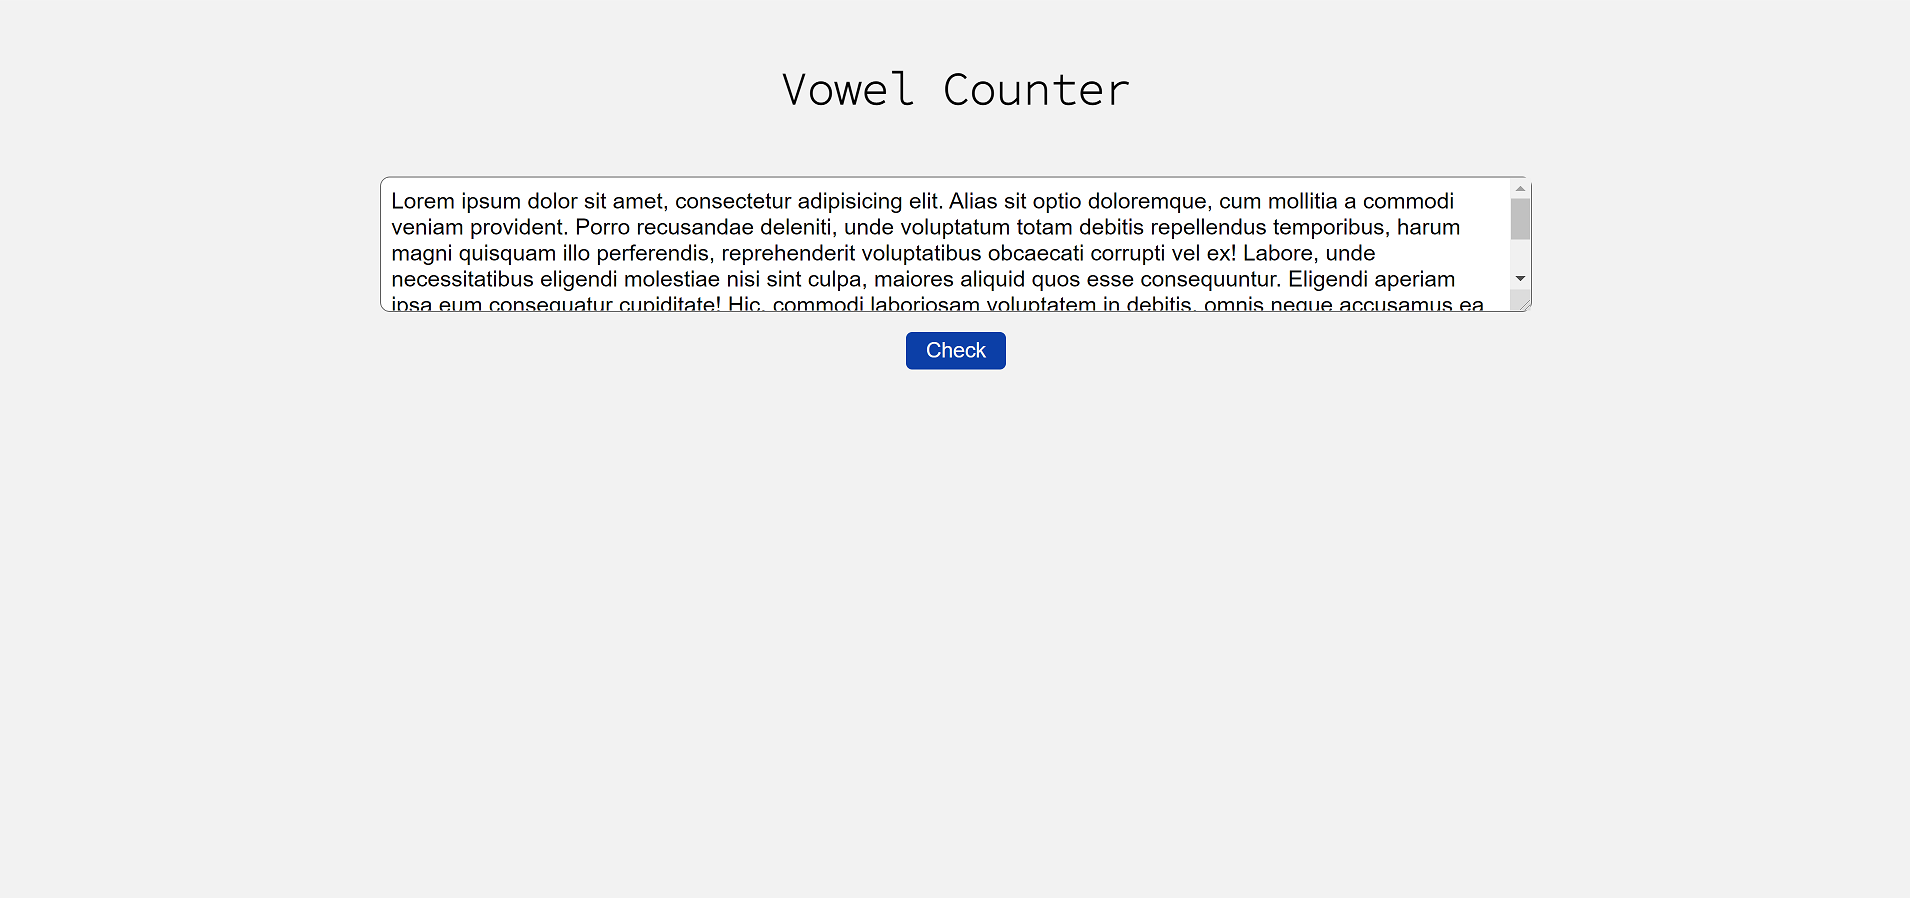 Vowel Counter
Lorem ipsum dolor sit amet, consectetur adipisicing elit. Alias sit optio doloremque, cum mollitia a commodi
veniam provident. Porro recusandae deleniti, unde voluptatum totam debitis repellendus temporibus, harum
magni quisquam illo perferendis, reprehenderit voluptatibus obcaecati corrupti vel ex! Labore, unde
necessitatibus eligendi molestiae nisi sint culpa, maiores aliquid quos esse consequuntur. Eligendi aperiam
ipsa eum consequatur cupiditate! Hic, commodi laboriosam voluptatem in debitis, omnis neque accusamus ea
Check